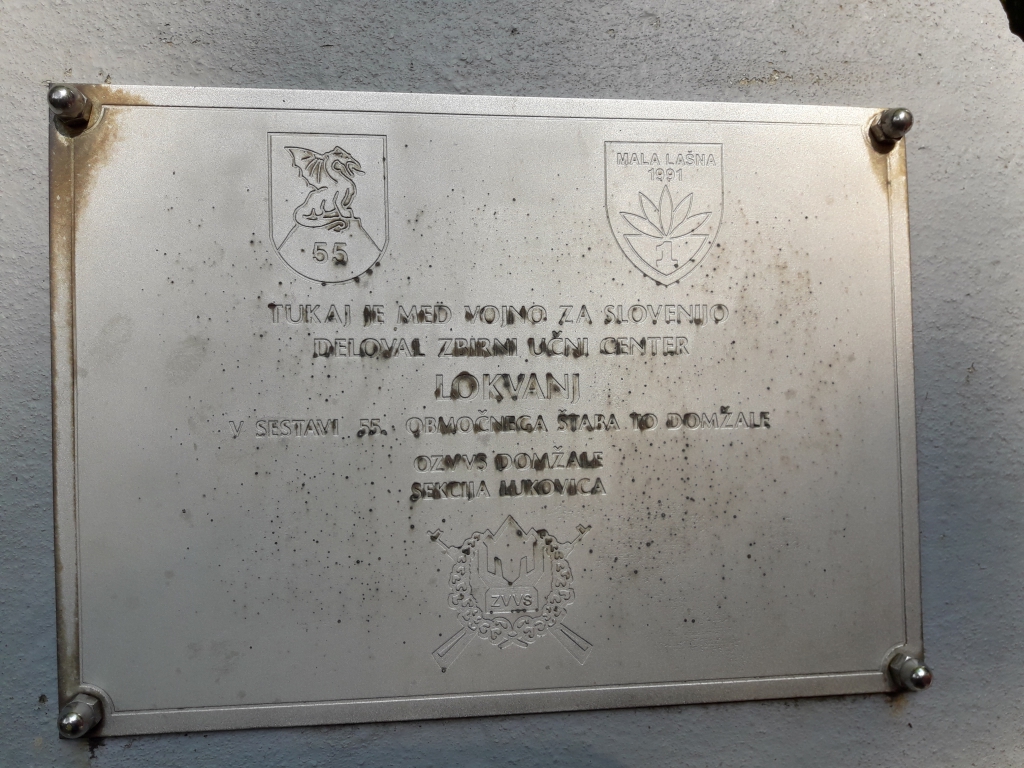 55
MALA LAŠNA
1991
1
TUKAJ JE MED VOJNO ZA SLOVENIJO
DELOVAL ZBIRNI UČNI CENTER
LOKVANJ
V SESTAVI 55. OBMOČNEGA ŠTABA TO DOMŽALE
OZVVS DOMŽALE
SEKCIJA LUKOVICA
ZVVS